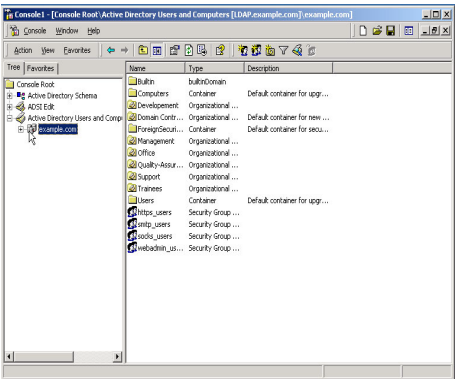 Console1 - [Console Root\Active Directory Users and Computers [LDAP.example.com]\example.com]
Console Window Help
Action View Favorites
Tree Favorites
Console Root
Active Directory Schema
ADSI Edit
Active Directory Users and Compu
example.com
Name Type Description
Builtin builtinDomain
Computers Container Default container for upgr...
Developement Organizational ...
Domain Contr... Organizational ... Default container for new ...
ForeignSecuri... Container Default container for secu...
Management Organizational ...
Office Organizational ...
Quality-Assur... Organizational ...
Support Organizational ...
Trainees Organizational ...
Users Container Default container for upgr...
https_users Security Group ...
smtp_users Security Group ...
socks_users Security Group ...
webadmin_us... Security Group ...